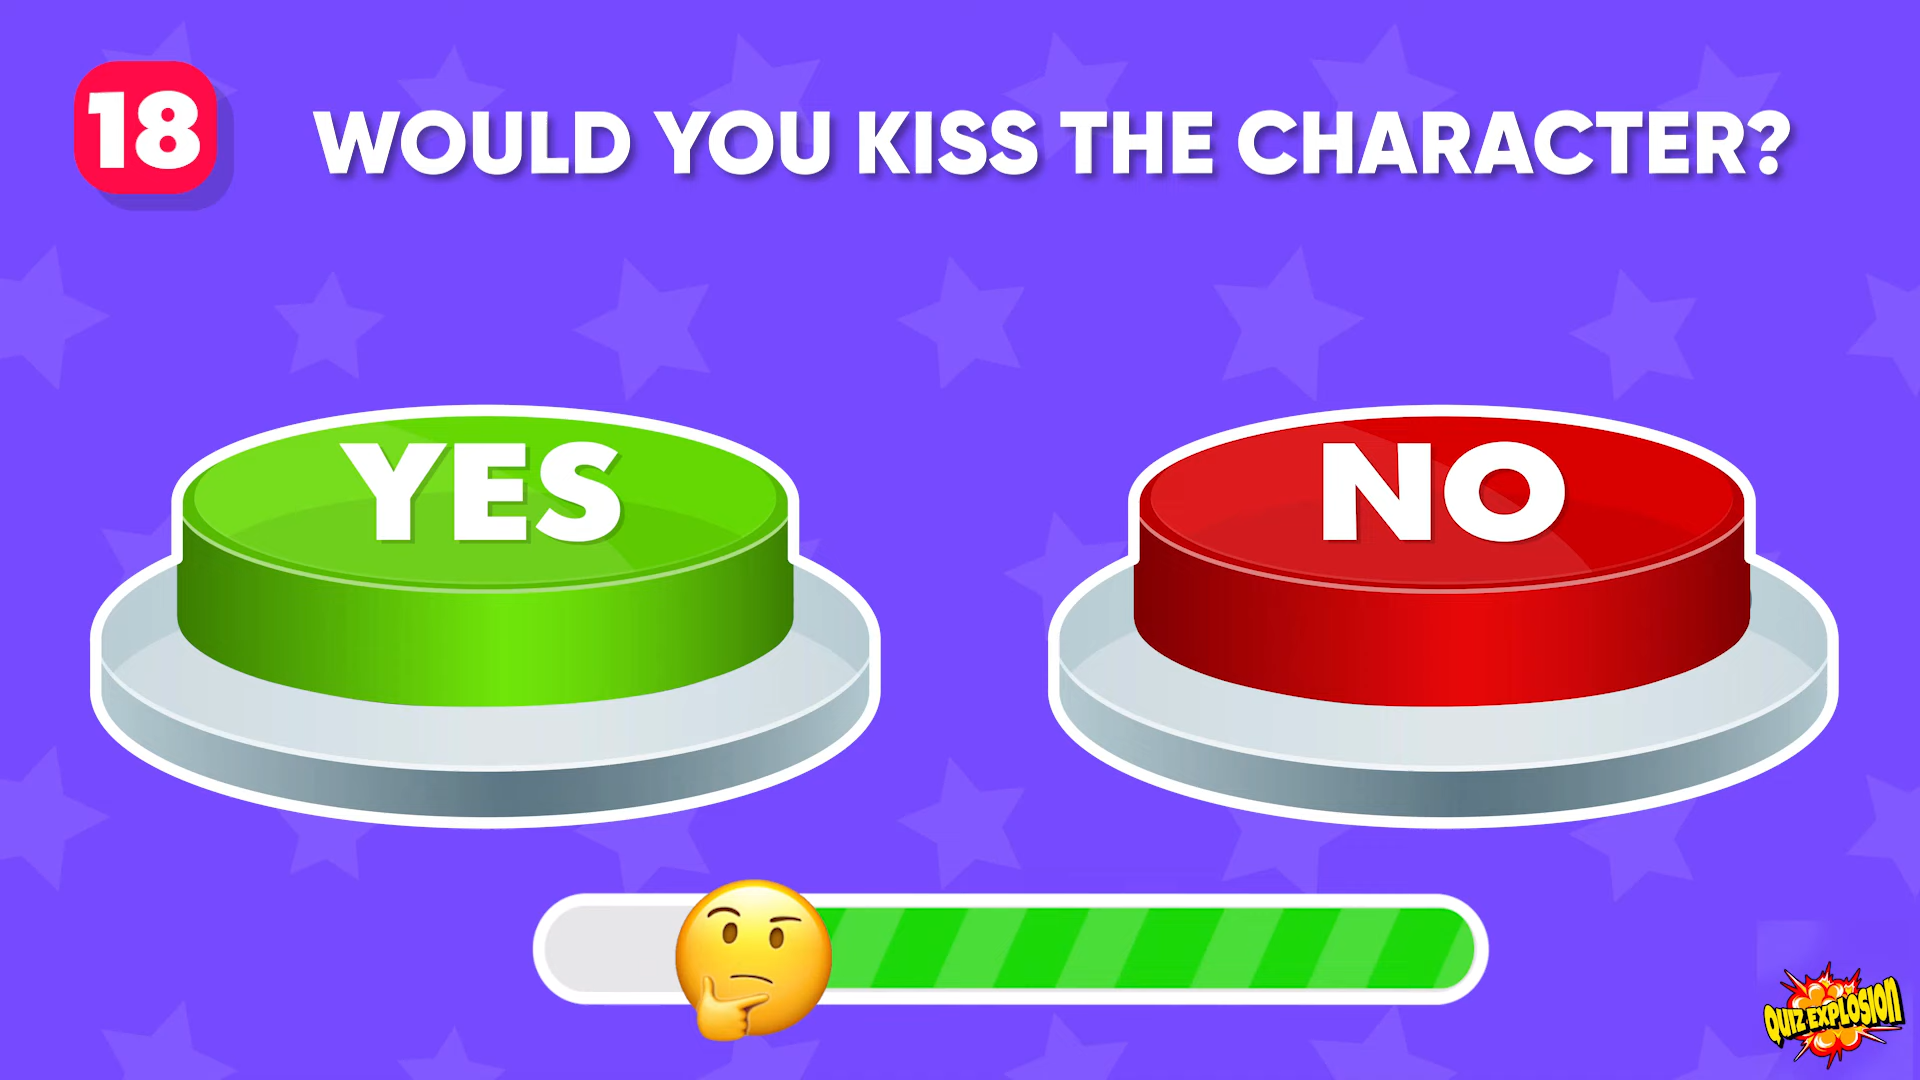 18
WOULD YOU KISS THE CHARACTER?
YES
NO
QUIZ EXPLOSION